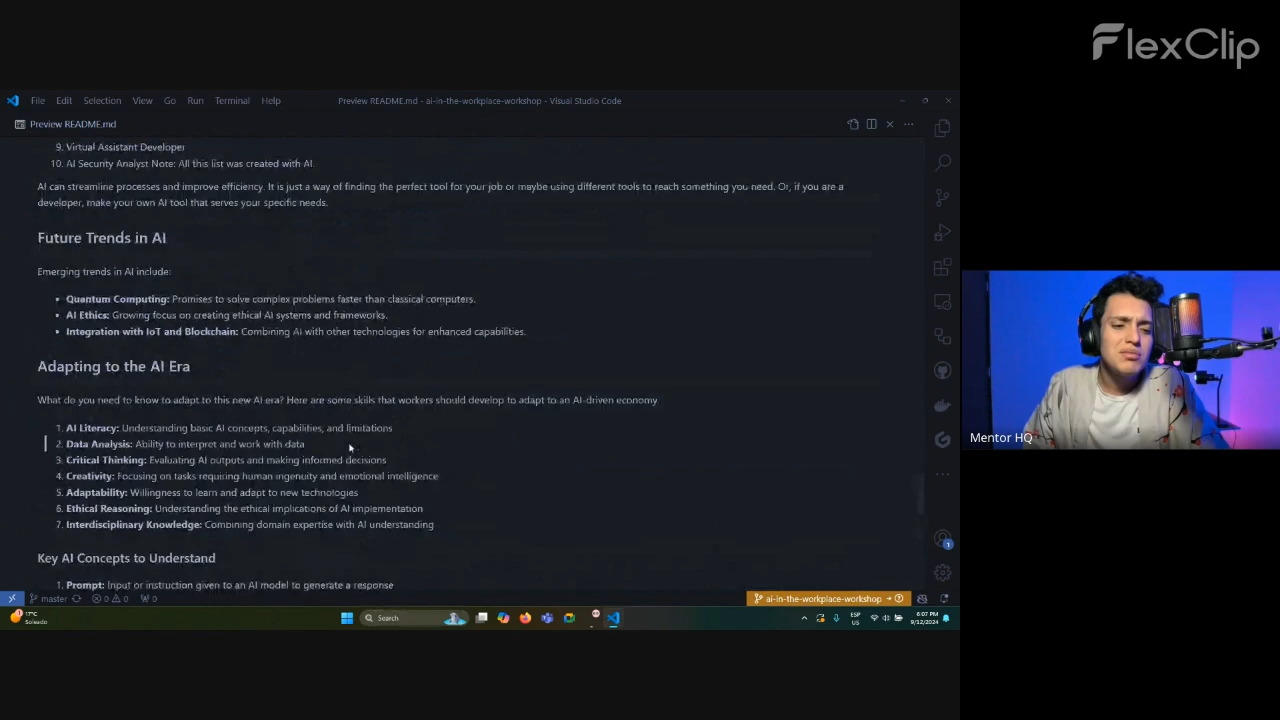 FlexClip
File Edit Selection View Go Run Terminal Help
Preview README.md - ai-in-the-workplace-workshop - Visual Studio Code
Preview README.md
9. Virtual Assistant Developer
10. AI Security Analyst Note: All this list was created with AI.
AI can streamline processes and improve efficiency. It is just a way of finding the perfect tool for your job or maybe using different tools to reach something you need. Or, if you are a
developer, make your own AI tool that serves your specific needs.
Future Trends in AI
Emerging trends in AI include:
• Quantum Computing: Promises to solve complex problems faster than classical computers.
• AI Ethics: Growing focus on creating ethical AI systems and frameworks.
• Integration with IoT and Blockchain: Combining AI with other technologies for enhanced capabilities.
Adapting to the AI Era
What do you need to know to adapt to this new AI era? Here are some skills that workers should develop to adapt to an AI-driven economy
1. AI Literacy: Understanding basic AI concepts, capabilities, and limitations
2. Data Analysis: Ability to interpret and work with data
3. Critical Thinking: Evaluating AI outputs and making informed decisions
4. Creativity: Focusing on tasks requiring human ingenuity and emotional intelligence
5. Adaptability: Willingness to learn and adapt to new technologies
6. Ethical Reasoning: Understanding the ethical implications of AI implementation
7. Interdisciplinary Knowledge: Combining domain expertise with AI understanding
Mentor HQ
Key AI Concepts to Understand
1. Prompt: Input or instruction given to an AI model to generate a response
master 0 0 0 ai-in-the-workplace-workshop
17°C
Soleado
Search
ESP
US
6:07 PM
9/12/2024